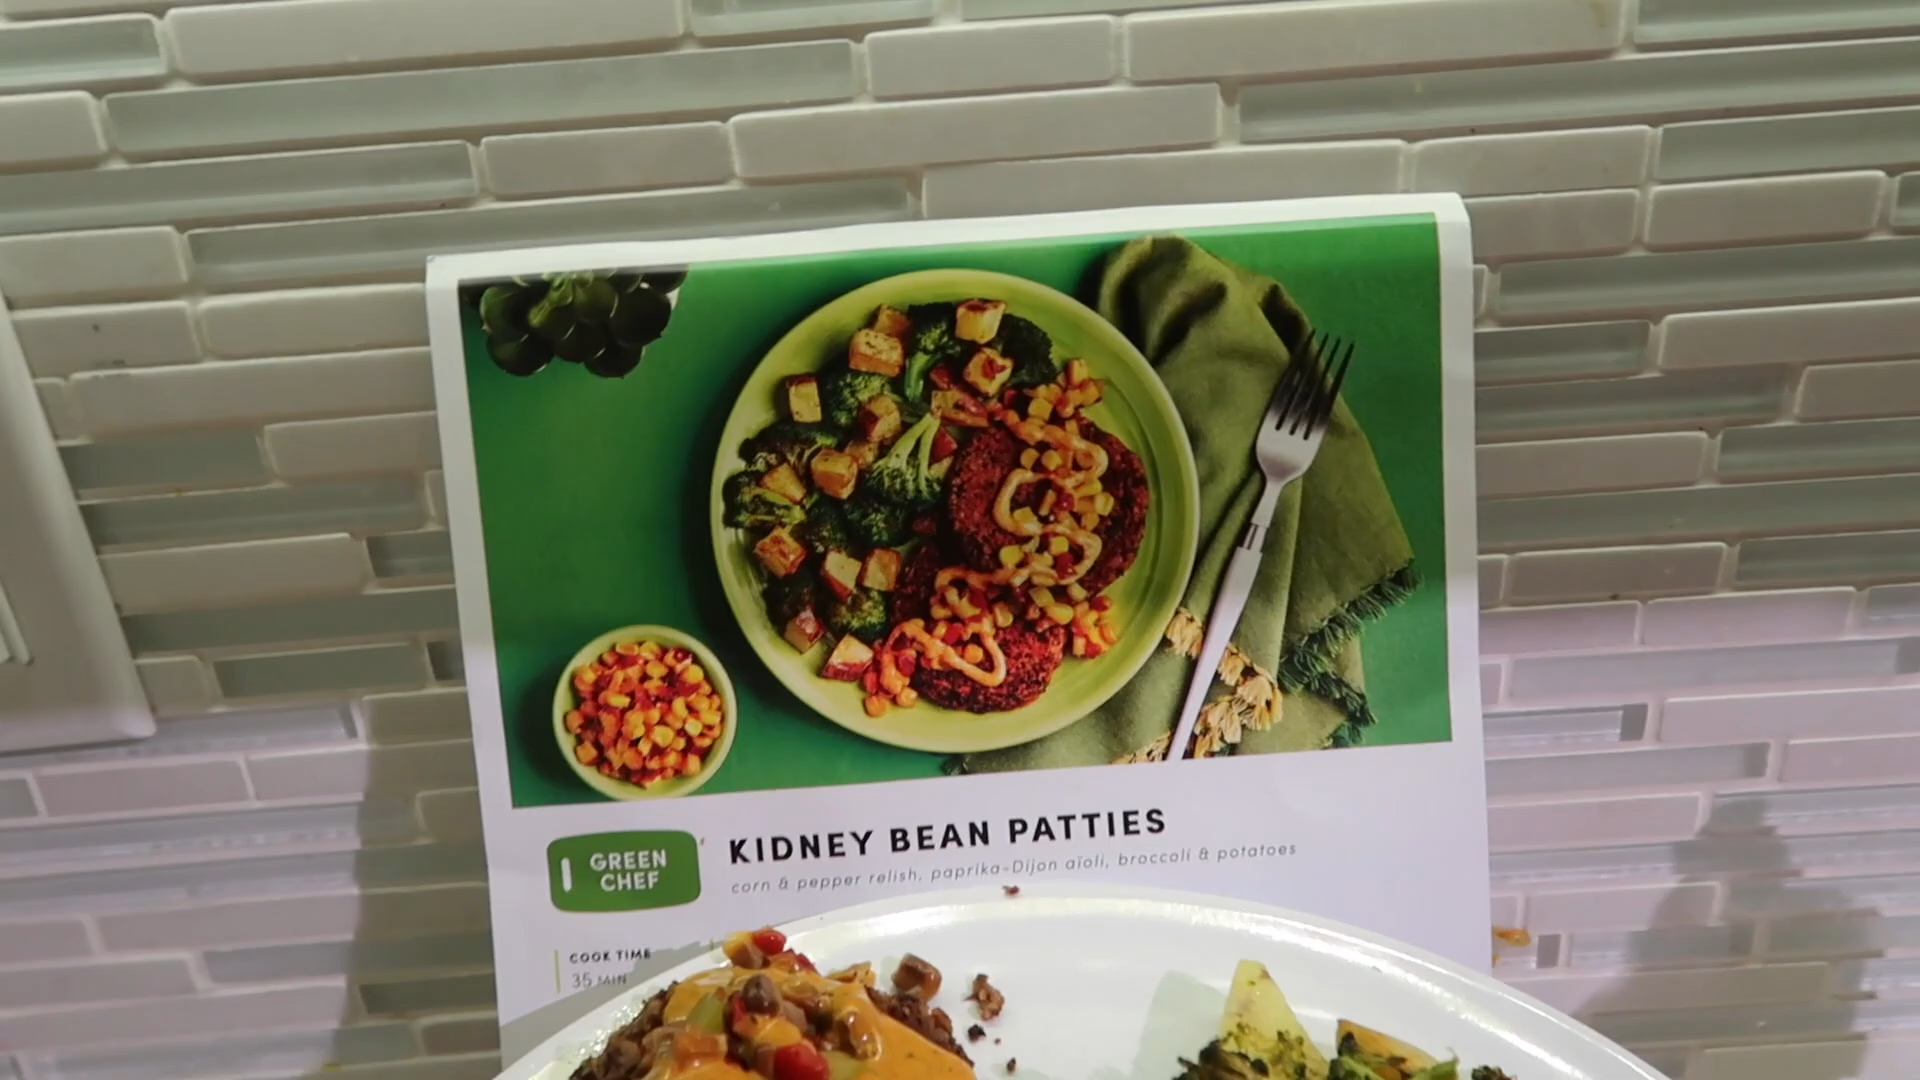 KIDNEY BEAN PATTIES
corn & pepper relish, paprika-Dijon aïoli, broccoli & potatoes
GREEN
CHEF
COOK TIME
35 MIN